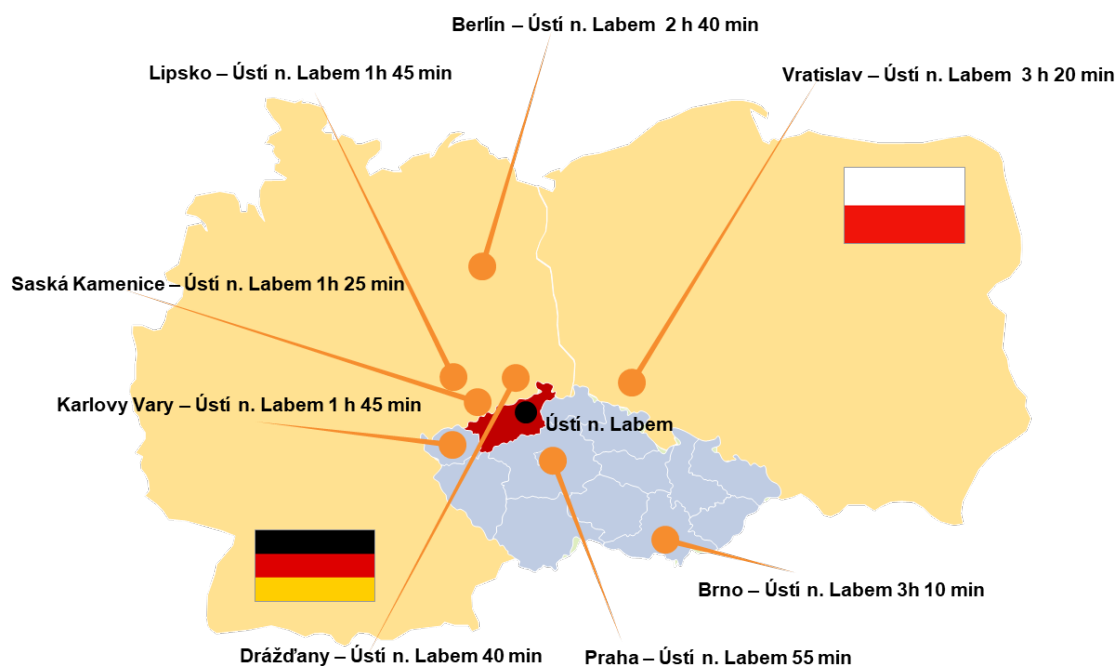 Berlín – Ústí n. Labem 2 h 40 min
Lipsko – Ústí n. Labem 1h 45 min
Vratislav – Ústí n. Labem 3 h 20 min
Saská Kamenice – Ústí n. Labem 1h 25 min
Karlovy Vary – Ústí n. Labem 1 h 45 min
Ústí n. Labem
Brno – Ústí n. Labem 3h 10 min
Drážďany – Ústí n. Labem 40 min
Praha – Ústí n. Labem 55 min